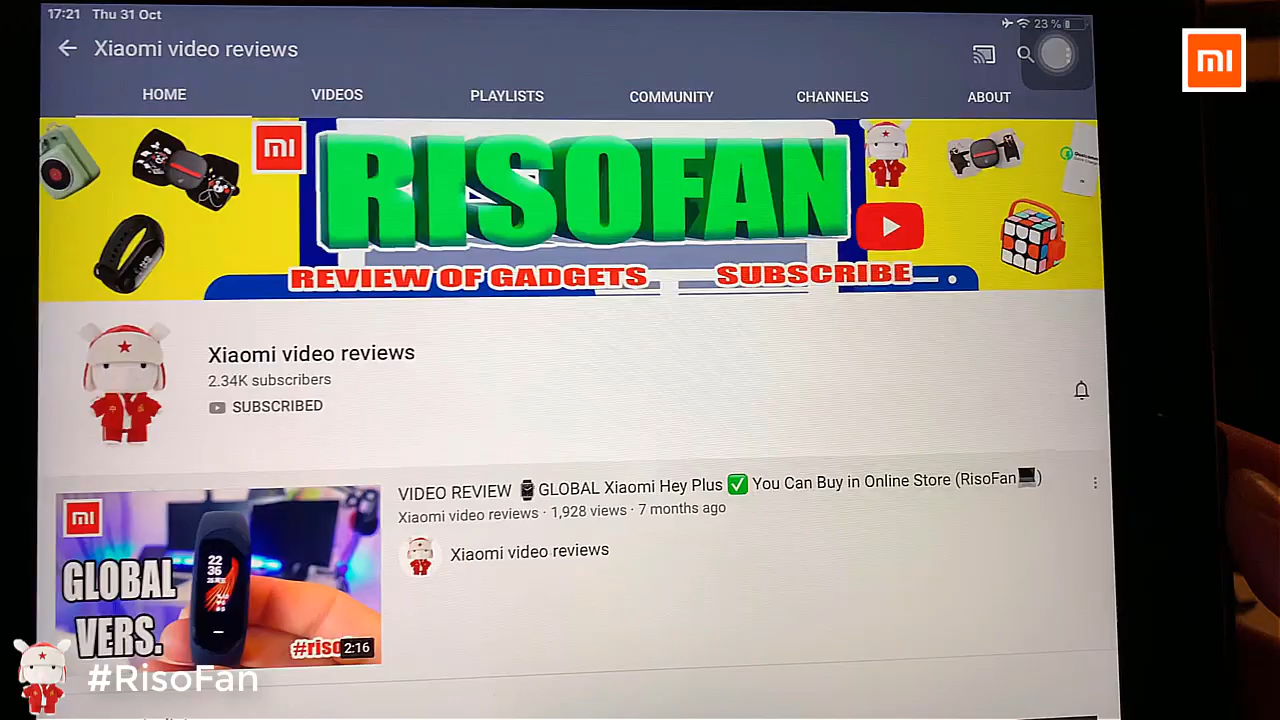 17:21 Thu 31 Oct
23 %
Xiaomi video reviews
HOME VIDEOS PLAYLISTS COMMUNITY CHANNELS ABOUT
mi
mi
RISOFAN
REVIEW OF GADGETS SUBSCRIBE
Xiaomi video reviews
2.34K subscribers
SUBSCRIBED
VIDEO REVIEW GLOBAL Xiaomi Hey Plus ✅ You Can Buy in Online Store (RisoFan💻)
Xiaomi video reviews · 1,928 views · 7 months ago
Xiaomi video reviews
mi
22
36
GLOBAL
VERS.
#riso
2:16
#RisoFan